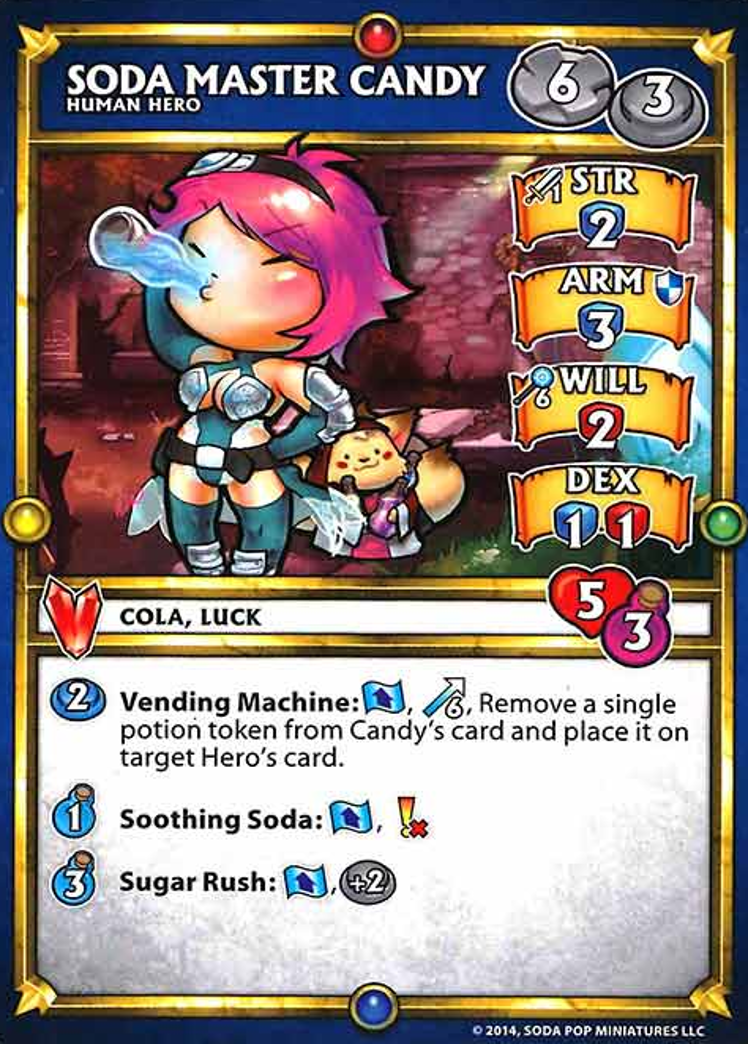 SODA MASTER CANDY
HUMAN HERO
6
3
STR
2
ARM
3
6 WILL
2
DEX
1 1
COLA, LUCK
5
3
2 Vending Machine: , 6, Remove a single
potion token from Candy's card and place it on
target Hero's card.
1 Soothing Soda: ,
3 Sugar Rush: , +2
© 2014, SODA POP MINIATURES LLC